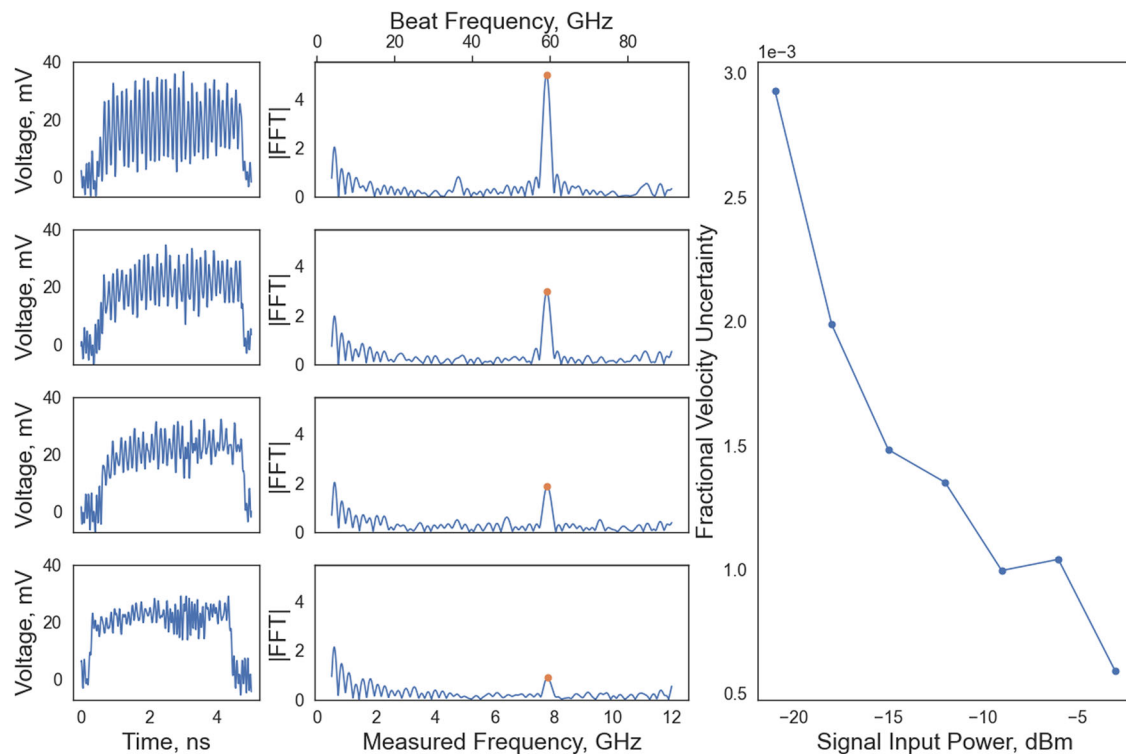 Beat Frequency, GHz
0 20 40 60 80
Voltage, mV
40
20
0
|FFT|
4
2
0
Voltage, mV
40
20
0
|FFT|
4
2
0
Voltage, mV
40
20
0
|FFT|
4
2
0
Voltage, mV
40
20
0
|FFT|
4
2
0
0 2 4
Time, ns
0 2 4 6 8 10 12
Measured Frequency, GHz
1e−3
Fractional Velocity Uncertainty
3.0
2.5
2.0
1.5
1.0
0.5
−20 −15 −10 −5
Signal Input Power, dBm